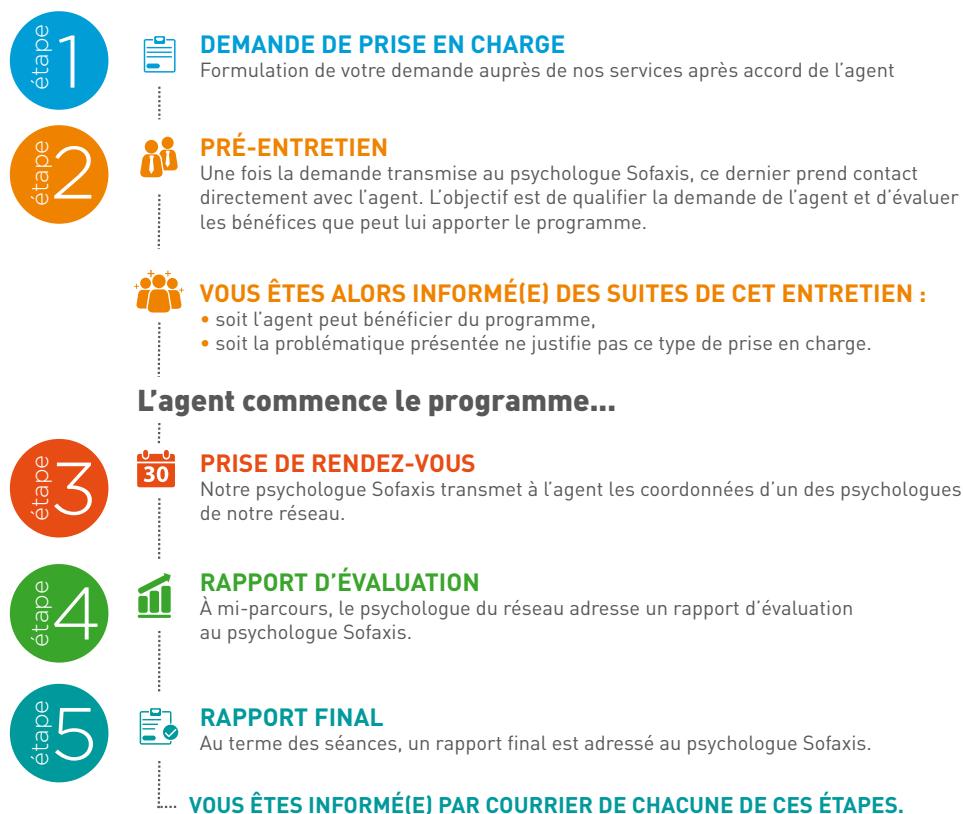 étape 1
DEMANDE DE PRISE EN CHARGE
Formulation de votre demande auprès de nos services après accord de l'agent
étape 2
PRÉ-ENTRETIEN
Une fois la demande transmise au psychologue Sofaxis, ce dernier prend contact
directement avec l'agent. L'objectif est de qualifier la demande de l'agent et d'évaluer
les bénéfices que peut lui apporter le programme.
VOUS ÊTES ALORS INFORMÉ(E) DES SUITES DE CET ENTRETIEN :
• soit l'agent peut bénéficier du programme,
• soit la problématique présentée ne justifie pas ce type de prise en charge.
L'agent commence le programme...
étape 3
30
PRISE DE RENDEZ-VOUS
Notre psychologue Sofaxis transmet à l'agent les coordonnées d'un des psychologues
de notre réseau.
étape 4
RAPPORT D'ÉVALUATION
À mi-parcours, le psychologue du réseau adresse un rapport d'évaluation
au psychologue Sofaxis.
étape 5
RAPPORT FINAL
Au terme des séances, un rapport final est adressé au psychologue Sofaxis.
VOUS ÊTES INFORMÉ(E) PAR COURRIER DE CHACUNE DE CES ÉTAPES.